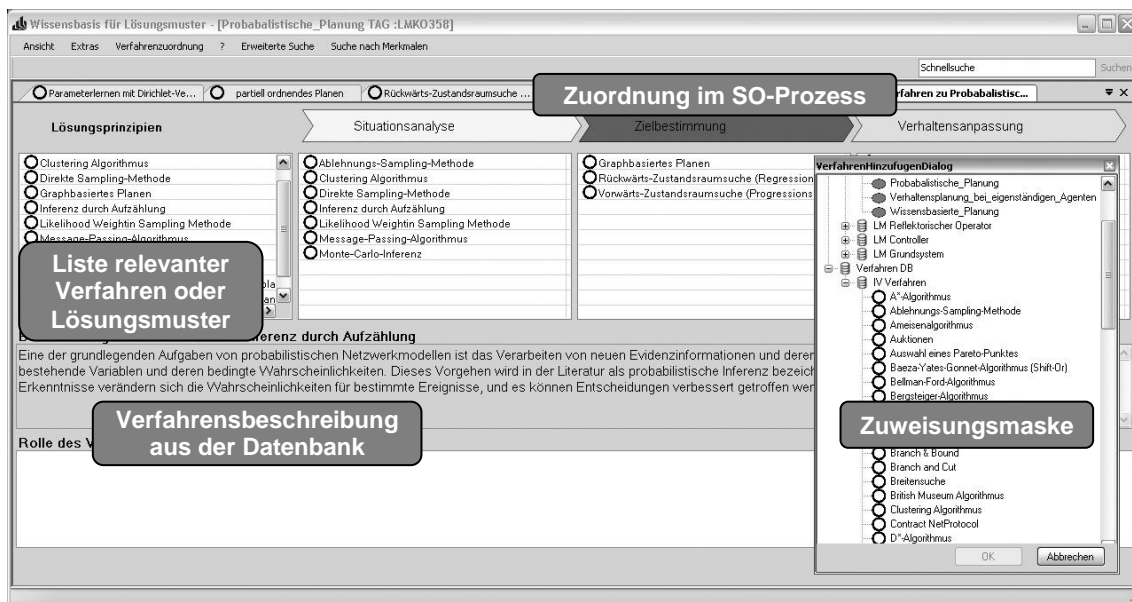 Wissensbasis für Lösungsmuster - [Probabalistische_Planung TAG :LMKO358]
Ansicht Extras Verfahrenzuordnung ? Erweiterte Suche Suche nach Merkmalen
Schnellsuche Suchen
Parameterlernen mit Dirichlet-Ve... partiell ordnendes Planen Rückwärts-Zustandsraumsuche ... rfahren zu Probabalistisc...
Zuordnung im SO-Prozess
Lösungsprinzipien Situationsanalyse Zielbestimmung Verhaltensanpassung
Clustering Algorithmus
Direkte Sampling-Methode
Graphbasiertes Planen
Inferenz durch Aufzählung
Likelihood Weightin Sampling Methode
Message-Passing-Algorithmus
Liste relevanter
Verfahren oder
Lösungsmuster
Ablehnungs-Sampling-Methode
Clustering Algorithmus
Direkte Sampling-Methode
Inferenz durch Aufzählung
Likelihood Weightin Sampling Methode
Message-Passing-Algorithmus
Monte-Carlo-Inferenz
Graphbasiertes Planen
Rückwärts-Zustandsraumsuche (Regression
Vorwärts-Zustandsraumsuche (Progressions
VerfahrenHinzufugenDialog
Probabalistische_Planung
Verhaltensplanung_bei_eigenständigen_Agenten
Wissensbasierte_Planung
LM Reflektorischer Operator
LM Controller
LM Grundsystem
Verfahren DB
IV Verfahren
A*-Algorithmus
Ablehnungs-Sampling-Methode
Ameisenalgorithmus
Auktionen
Auswahl eines Pareto-Punktes
Baeza-Yates-Gonnet-Algorithmus (Shift-Or)
Bellman-Ford-Algorithmus
Bergsteiger-Algorithmus
Zuweisungsmaske
Branch & Bound
Branch and Cut
Breitensuche
British Museum Algorithmus
Clustering Algorithmus
Contract NetProtocol
D*-Algorithmus
OK Abbrechen
erenz durch Aufzählung
Eine der grundlegenden Aufgaben von probabilistischen Netzwerkmodellen ist das Verarbeiten von neuen Evidenzinformationen und deren
bestehende Variablen und deren bedingte Wahrscheinlichkeiten. Dieses Vorgehen wird in der Literatur als probabilistische Inferenz bezeich
Erkenntnisse verändern sich die Wahrscheinlichkeiten für bestimmte Ereignisse, und es können Entscheidungen verbessert getroffen wer
Verfahrensbeschreibung
aus der Datenbank
Rolle des V